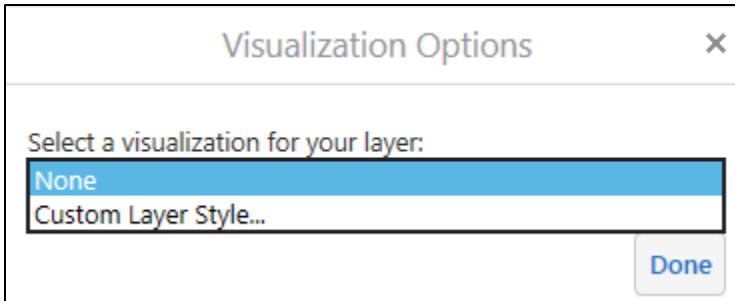 Visualization Options ×
Select a visualization for your layer:
None
Custom Layer Style...
Done